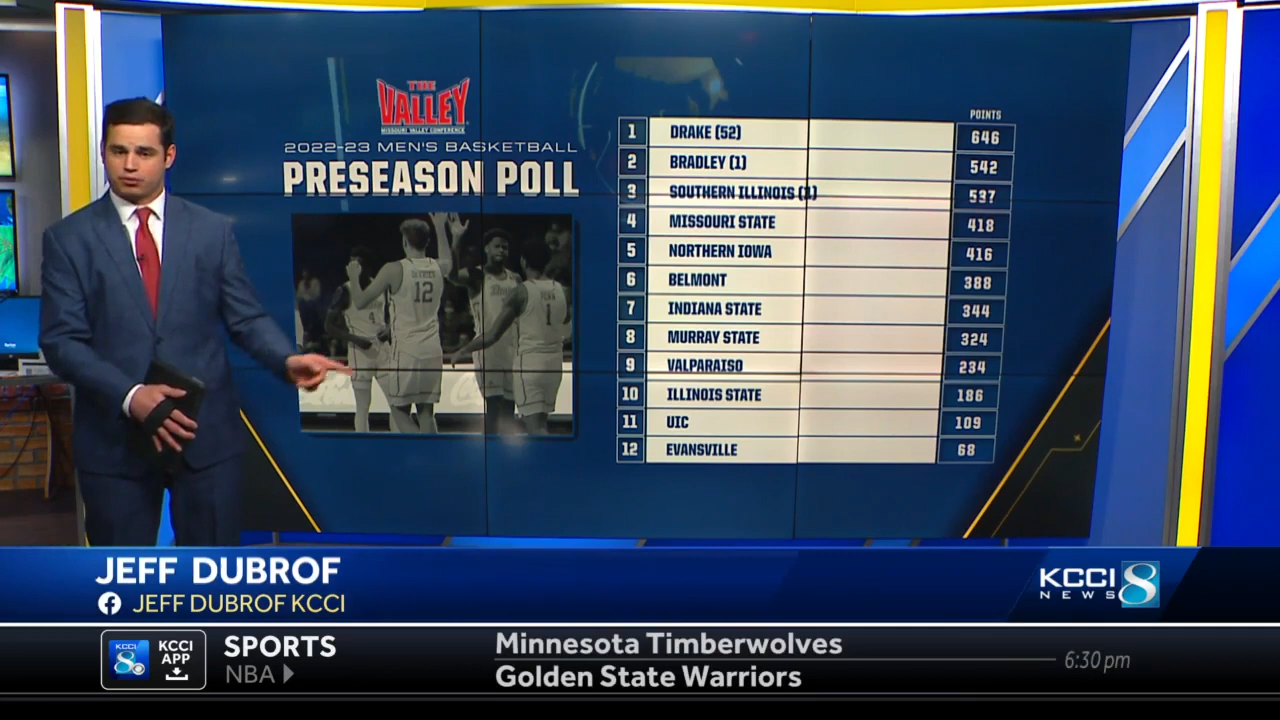 THE
VALLEY
MISSOURI VALLEY CONFERENCE
2022-23 MEN'S BASKETBALL
PRESEASON POLL
POINTS
1 DRAKE (52) 646
2 BRADLEY (1) 542
3 SOUTHERN ILLINOIS (1) 537
4 MISSOURI STATE 418
5 NORTHERN IOWA 416
6 BELMONT 388
7 INDIANA STATE 344
8 MURRAY STATE 324
9 VALPARAISO 234
10 ILLINOIS STATE 186
11 UIC 109
12 EVANSVILLE 68
4
DEVRIES
12
1
JEFF DUBROF
JEFF DUBROF KCCI
KCCI 8
NEWS
KCCI
8
KCCI
APP
SPORTS
NBA
Minnesota Timberwolves
Golden State Warriors
6:30 pm